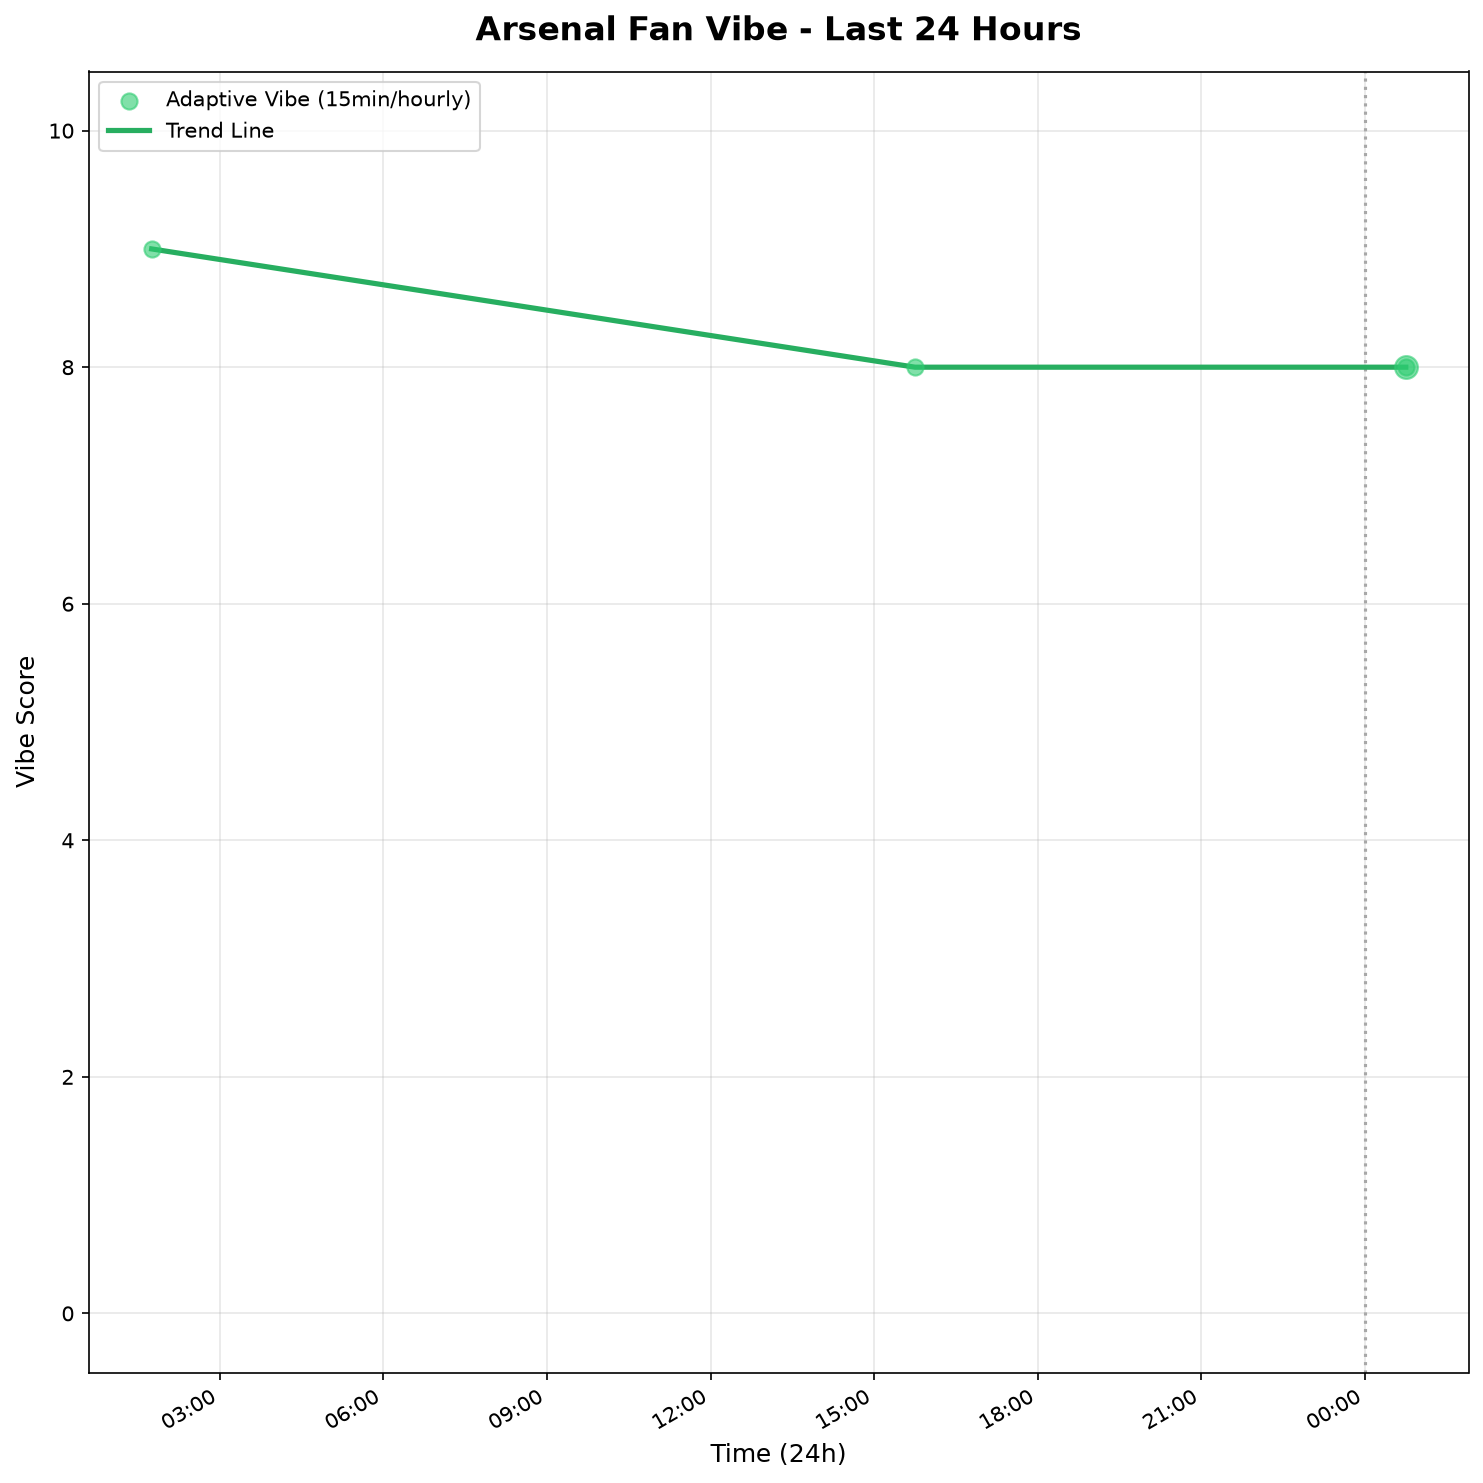 Arsenal Fan Vibe - Last 24 Hours
Adaptive Vibe (15min/hourly)
Trend Line
10
8
6
4
2
0
Vibe Score
03:00
06:00
09:00
12:00
15:00
18:00
21:00
00:00
Time (24h)